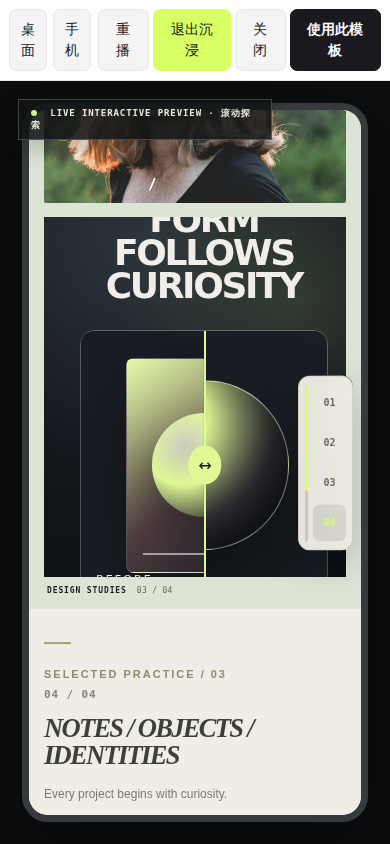 桌面
手机
重播
退出沉浸
关闭
使用此模板
LIVE INTERACTIVE PREVIEW · 滚动探
索
FORM
FOLLOWS
CURIOSITY
↔
01
02
03
04
BEFORE
DESIGN STUDIES 03 / 04
SELECTED PRACTICE / 03
04 / 04
NOTES / OBJECTS /
IDENTITIES
Every project begins with curiosity.